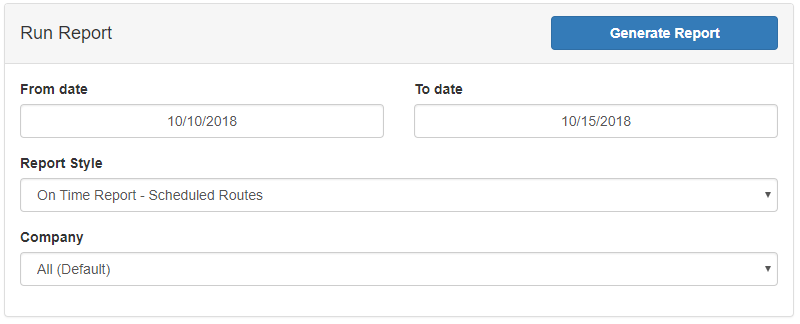 Run Report
Generate Report
From date
To date
10/10/2018
10/15/2018
Report Style
On Time Report - Scheduled Routes
Company
All (Default)